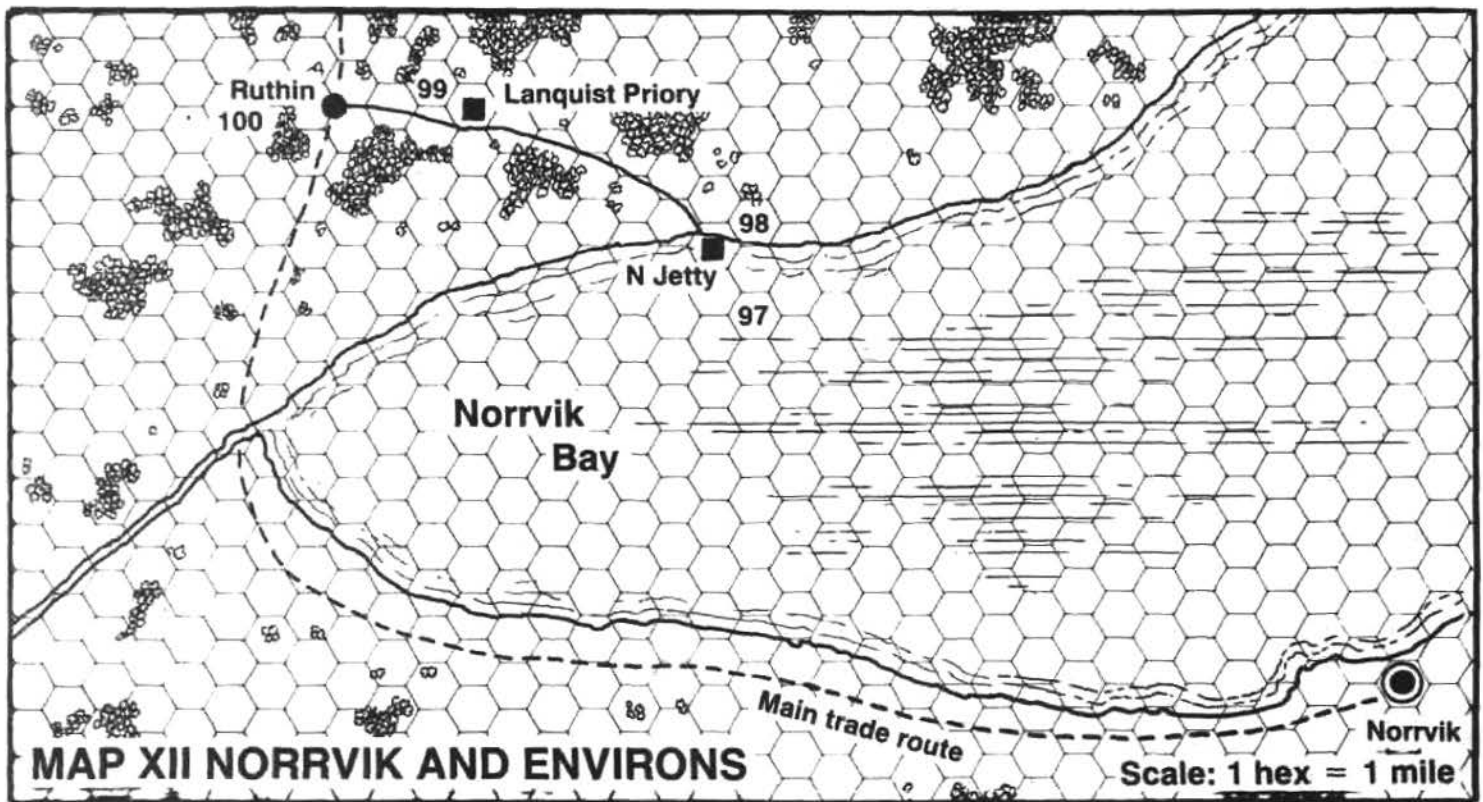 Ruthin
99
Lanquist Priory
100
98
N Jetty
97
Norrvik
Bay
Main trade route
Norrvik
MAP XII NORRVIK AND ENVIRONS
Scale: 1 hex = 1 mile